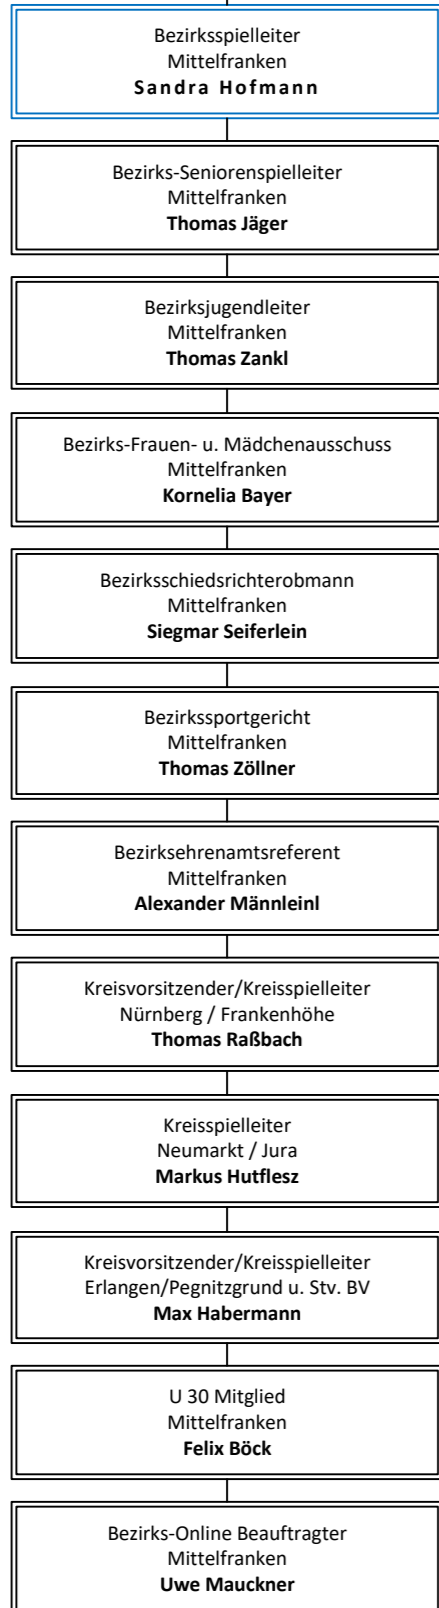 Bezirksspielleiter
Mittelfranken
Sandra Hofmann
Bezirks-Seniorenspielleiter
Mittelfranken
Thomas Jäger
Bezirksjugendleiter
Mittelfranken
Thomas Zankl
Bezirks-Frauen- u. Mädchenausschuss
Mittelfranken
Kornelia Bayer
Bezirksschiedsrichterobmann
Mittelfranken
Siegmar Seiferlein
Bezirkssportgericht
Mittelfranken
Thomas Zöllner
Bezirksehrenamtsreferent
Mittelfranken
Alexander Männleinl
Kreisvorsitzender/Kreisspielleiter
Nürnberg / Frankenhöhe
Thomas Raßbach
Kreisspielleiter
Neumarkt / Jura
Markus Hutflesz
Kreisvorsitzender/Kreisspielleiter
Erlangen/Pegnitzgrund u. Stv. BV
Max Habermann
U 30 Mitglied
Mittelfranken
Felix Böck
Bezirks-Online Beauftragter
Mittelfranken
Uwe Mauckner